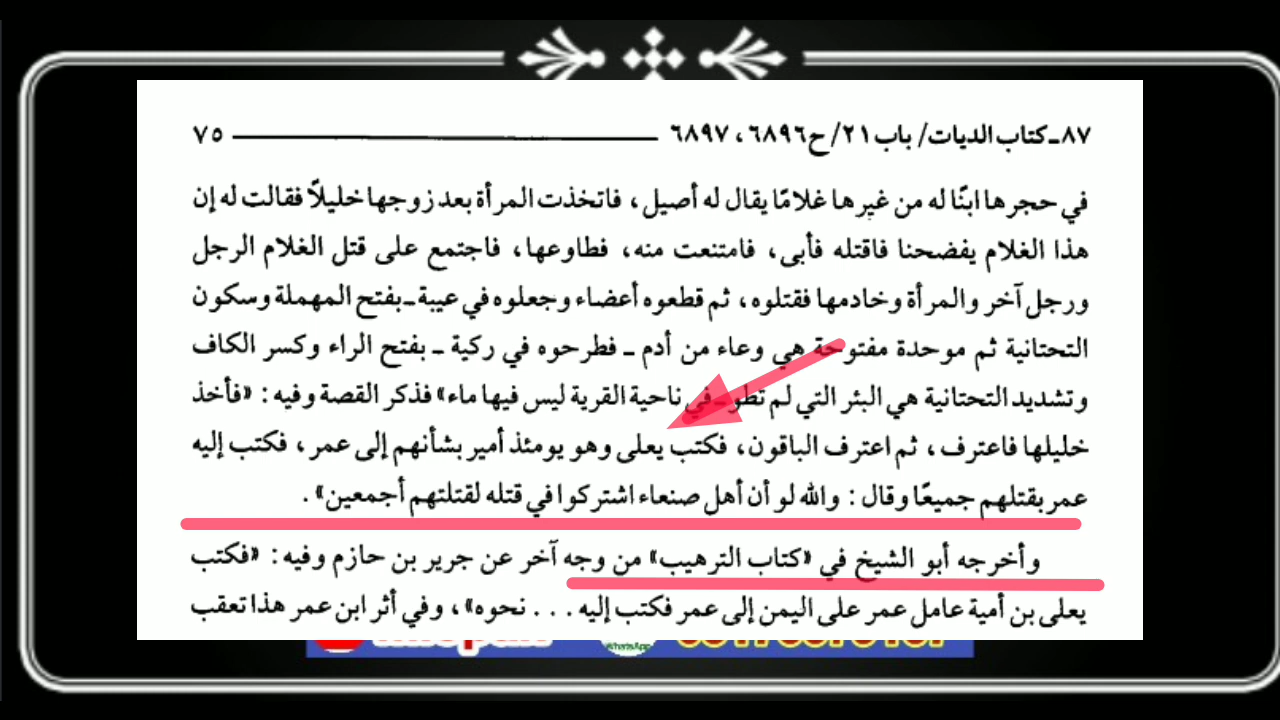 ٨٧ ـ كتاب الديات/ باب ٢١/ ح ٦٨٩٦، ٦٨٩٧ ٧٥
في حجرها ابنًا له من غيرها غلامًا يقال له أصيل، فاتخذت المرأة بعد زوجها خليلاً فقالت له إن
هذا الغلام يفضحنا فاقتله فأبى، فامتنعت منه، فطاوعها، فاجتمع على قتل الغلام الرجل
ورجل آخر والمرأة وخادمها فقتلوه، ثم قطعوه أعضاء وجعلوه في عيبة ـ بفتح المهملة وسكون
التحتانية ثم موحدة مفتوحة هي وعاء من أدم ـ فطرحوه في ركية ـ بفتح الراء وكسر الكاف
وتشديد التحتانية هي البئر التي لم تطو ـ في ناحية القرية ليس فيها ماء» فذكر القصة وفيه: «فأخذ
خليلها فاعترف، ثم اعترف الباقون، فكتب يعلى وهو يومئذ أمير بشأنهم إلى عمر، فكتب إليه
عمر بقتلهم جميعًا وقال: والله لو أن أهل صنعاء اشتركوا في قتله لقتلتهم أجمعين».
وأخرجه أبو الشيخ في «كتاب الترهيب» من وجه آخر عن جرير بن حازم وفيه: «فكتب
يعلى بن أمية عامل عمر على اليمن إلى عمر فكتب إليه... نحوه»، وفي أثر ابن عمر هذا تعقب
WhatsApp